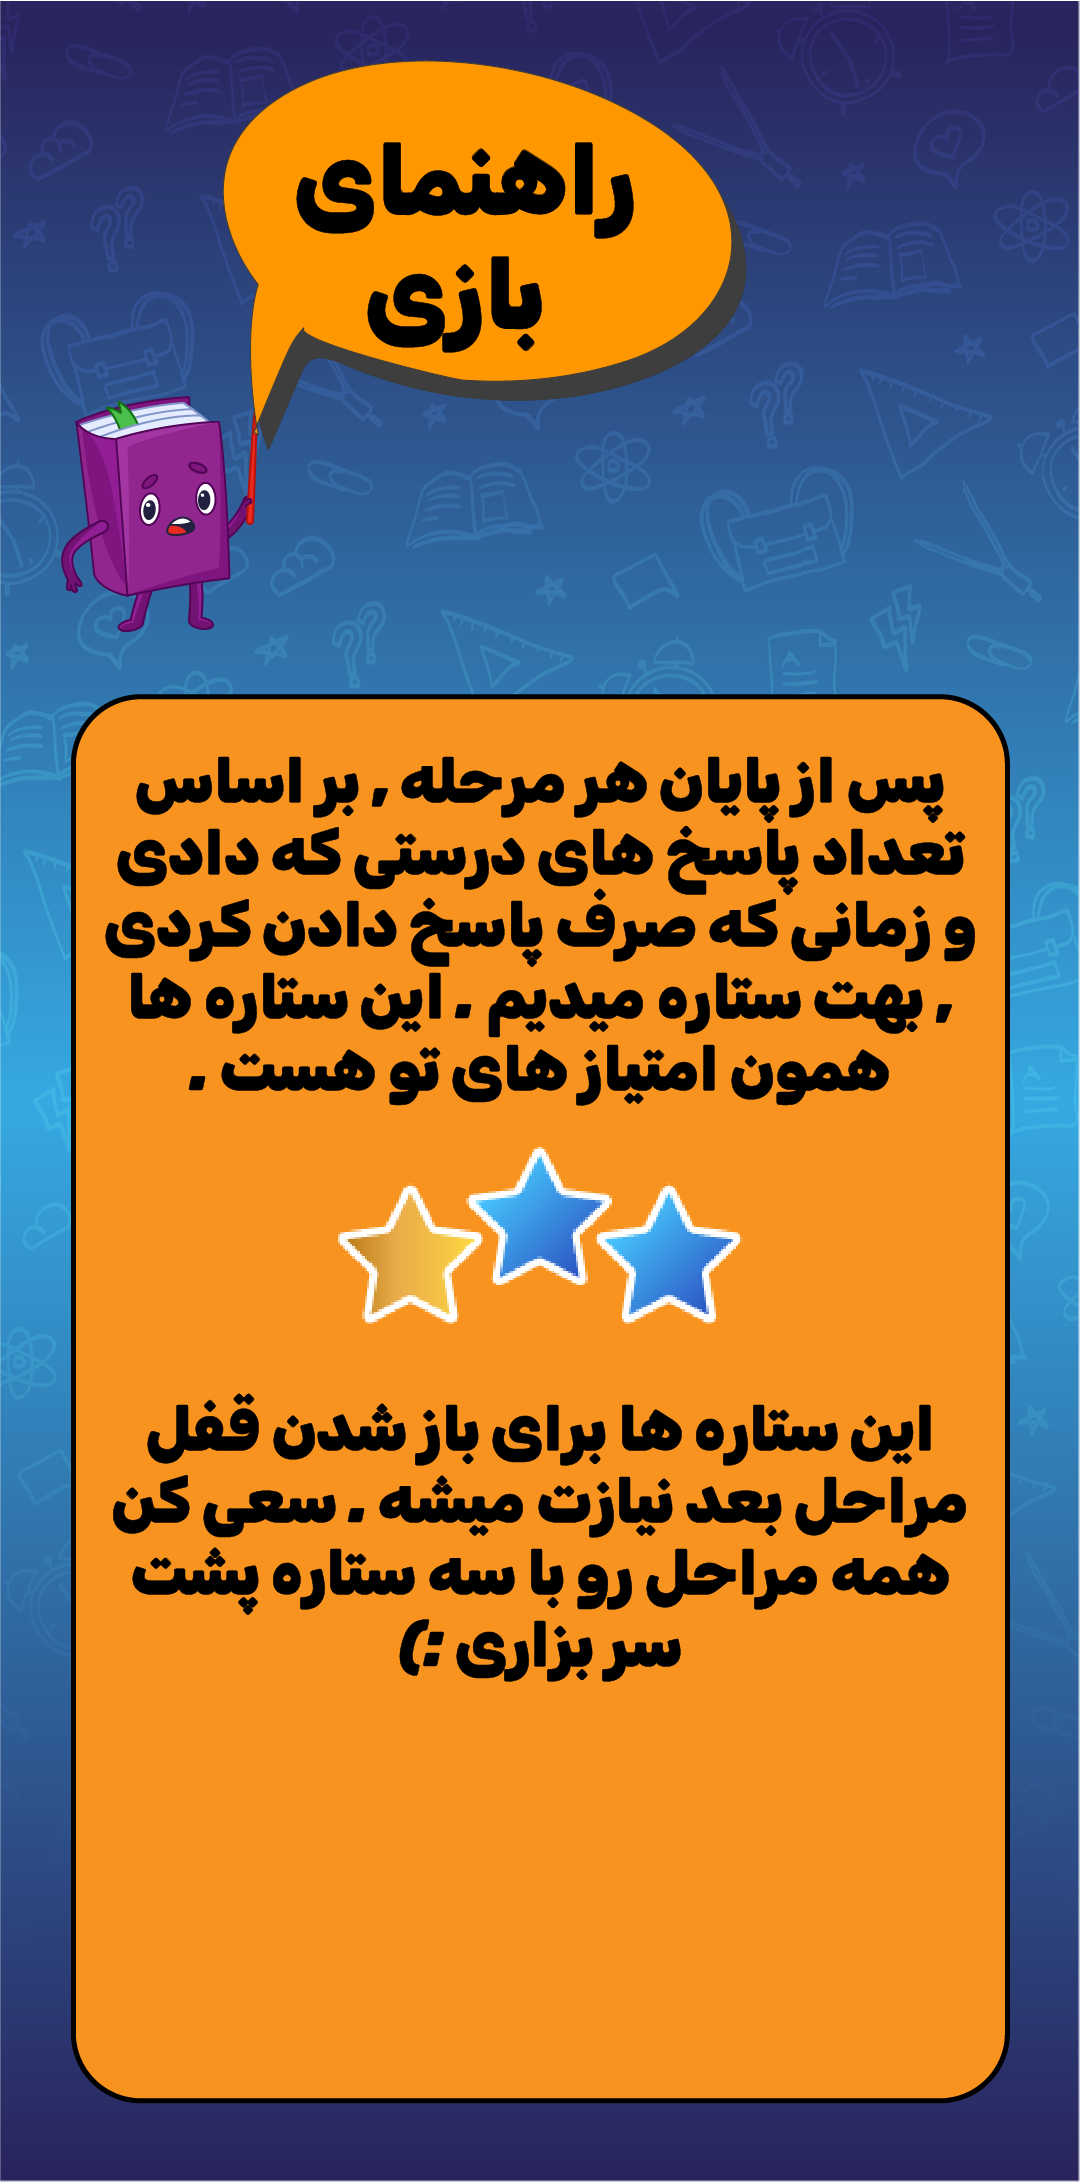 راهنمای
بازی
پس از پایان هر مرحله , بر اساس
تعداد پاسخ های درستی که دادی
و زمانی که صرف پاسخ دادن کردی
, بهت ستاره میدیم . این ستاره ها
همون امتیاز های تو هست .
این ستاره ها برای باز شدن قفل
مراحل بعد نیازت میشه . سعی کن
همه مراحل رو با سه ستاره پشت
سر بزاری :)